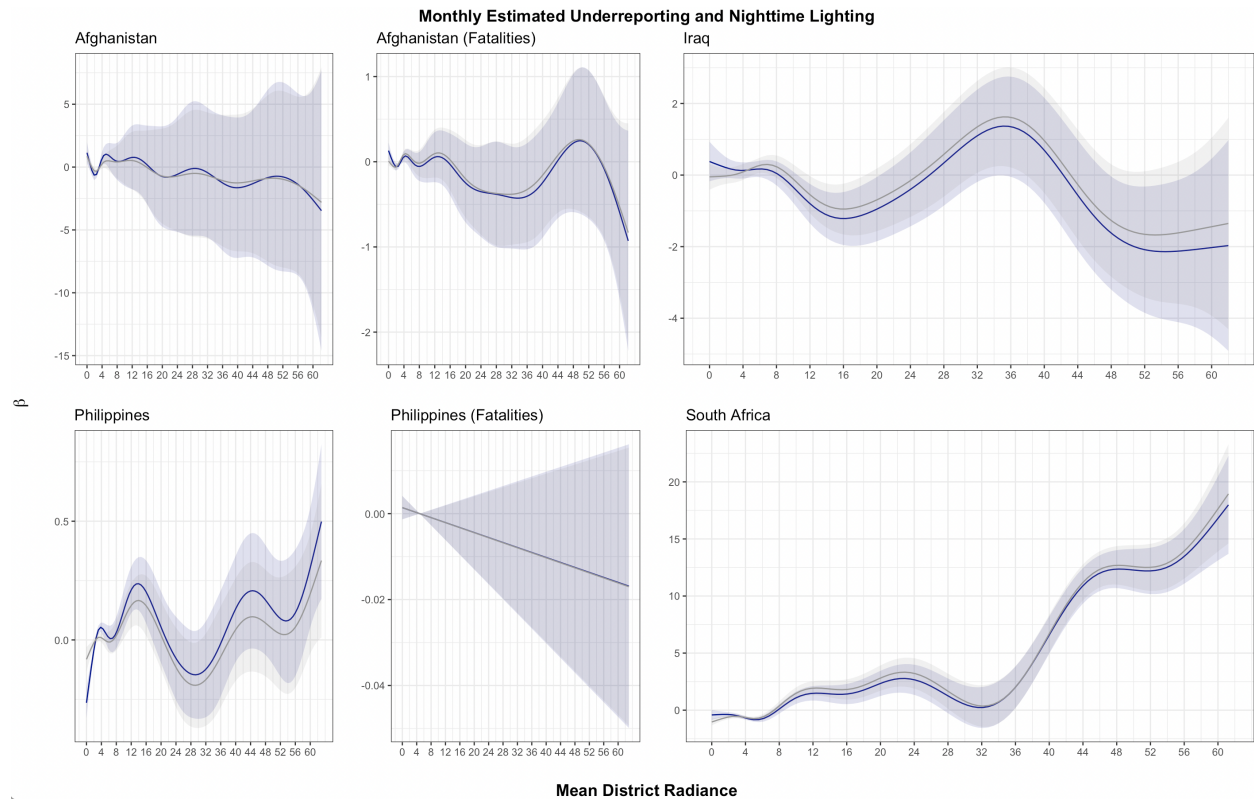 Monthly Estimated Underreporting and Nighttime Lighting
Afghanistan
Afghanistan (Fatalities)
Iraq
5
0
-5
-10
-15
0 4 8 12 16 20 24 28 32 36 40 44 48 52 56 60
1
0
-1
-2
0 4 8 12 16 20 24 28 32 36 40 44 48 52 56 60
2
0
-2
-4
0 4 8 12 16 20 24 28 32 36 40 44 48 52 56 60
β
Philippines
Philippines (Fatalities)
South Africa
0.5
0.0
0 4 8 12 16 20 24 28 32 36 40 44 48 52 56 60
0.00
-0.02
-0.04
0 4 8 12 16 20 24 28 32 36 40 44 48 52 56 60
20
15
10
5
0
0 4 8 12 16 20 24 28 32 36 40 44 48 52 56 60
Mean District Radiance